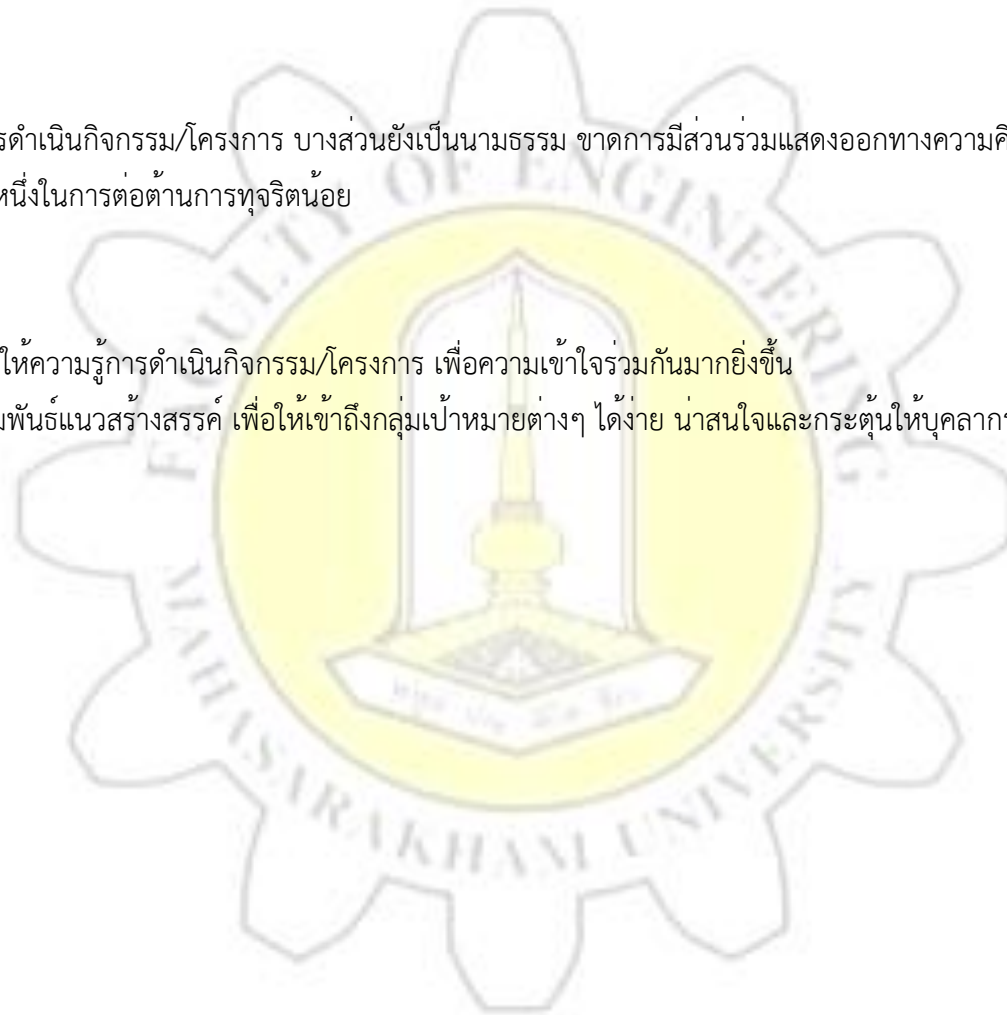 รดำเนินกิจกรรม/โครงการ บางส่วนยังเป็นนามธรรม ขาดการมีส่วนร่วมแสดงออกทางความคิ
หนึ่งในการต่อต้านการทุจริตน้อย
ให้ความรู้การดำเนินกิจกรรม/โครงการ เพื่อความเข้าใจร่วมกันมากยิ่งขึ้น
มพันธ์แนวสร้างสรรค์ เพื่อให้เข้าถึงกลุ่มเป้าหมายต่างๆ ได้ง่าย น่าสนใจและกระตุ้นให้บุคลากร
FACULTY OF ENGINEERING
MAHASARAKHAM UNIVERSITY